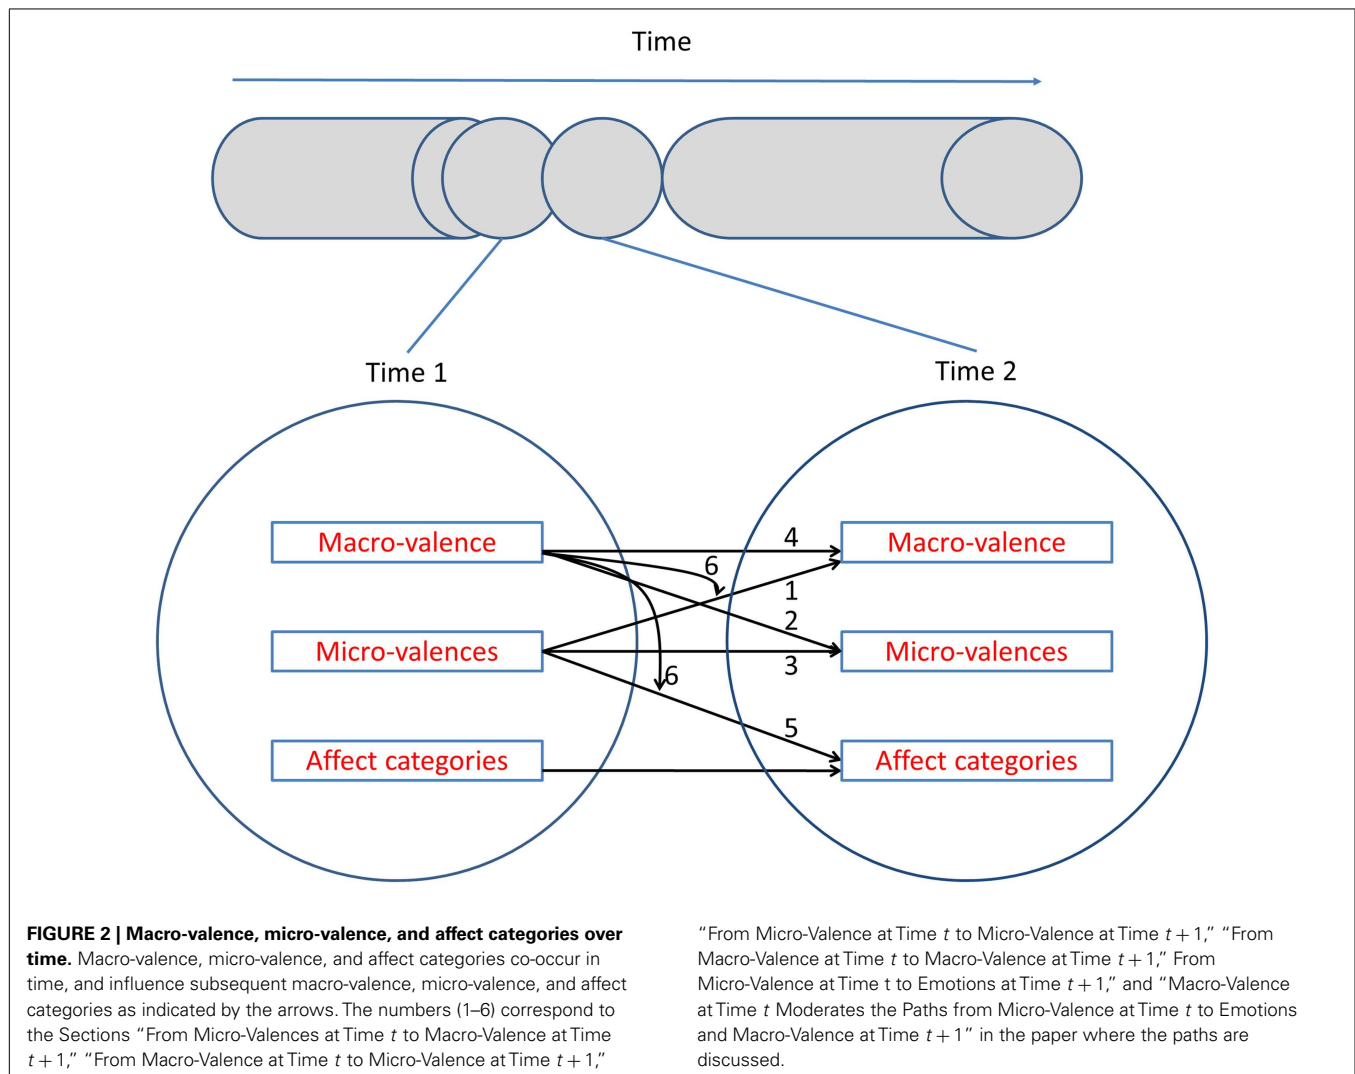 Time
Time 1
Time 2
Macro-valence
Micro-valences
Affect categories
4
6
1
2
3
6
5
Macro-valence
Micro-valences
Affect categories
FIGURE 2 | Macro-valence, micro-valence, and affect categories over
time. Macro-valence, micro-valence, and affect categories co-occur in
time, and influence subsequent macro-valence, micro-valence, and affect
categories as indicated by the arrows. The numbers (1–6) correspond to
the Sections “From Micro-Valences at Time t to Macro-Valence at Time
t + 1,” “From Macro-Valence at Time t to Micro-Valence at Time t + 1,”
“From Micro-Valence at Time t to Micro-Valence at Time t + 1,” “From
Macro-Valence at Time t to Macro-Valence at Time t + 1,” From
Micro-Valence at Time t to Emotions at Time t + 1,” and “Macro-Valence
at Time t Moderates the Paths from Micro-Valence at Time t to Emotions
and Macro-Valence at Time t + 1” in the paper where the paths are
discussed.